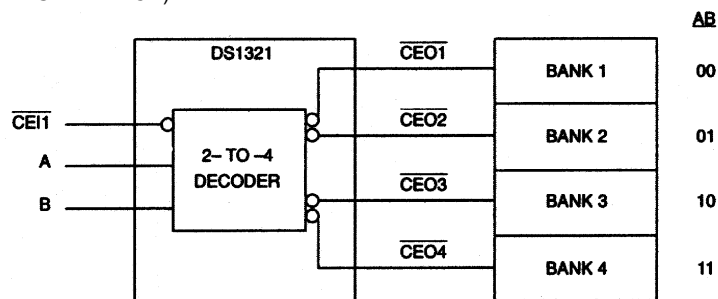 AB
DS1321
CEO1
BANK 1
00
CEI1
CEO2
BANK 2
01
A
2– TO –4
DECODER
B
CEO3
BANK 3
10
CEO4
BANK 4
11